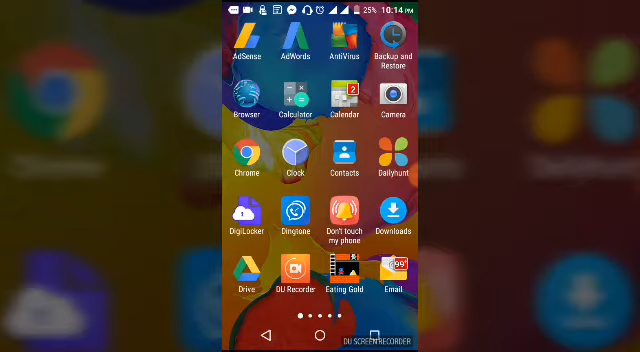 25% 10:14 PM
AdSense AdWords AntiVirus Backup and Restore
Browser Calculator Calendar Camera
2
Chrome Clock Contacts Dailyhunt
DigiLocker Dingtone Don't touch my phone Downloads
Drive DU Recorder Eating Gold Email
DU SCREEN RECORDER